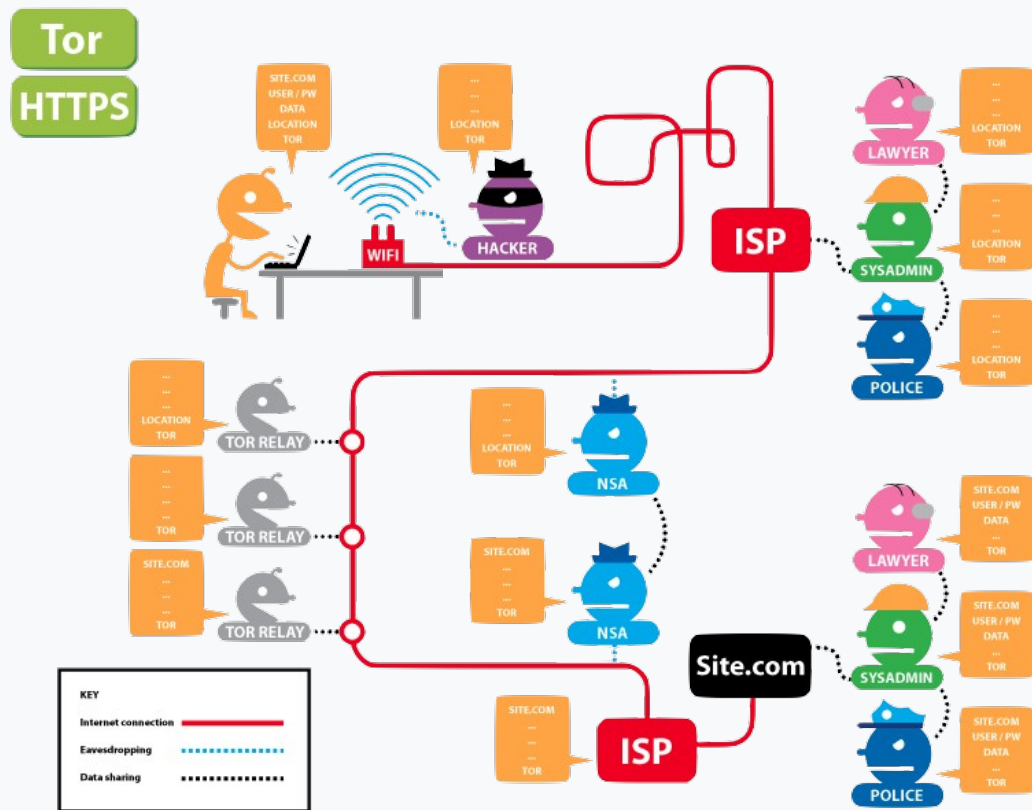 Tor
HTTPS
SITE.COM
USER / PW
DATA
LOCATION
TOR
...
...
...
LOCATION
TOR
WIFI
HACKER
ISP
...
...
...
LOCATION
TOR
LAWYER
...
...
...
LOCATION
TOR
SYSADMIN
...
...
...
LOCATION
TOR
POLICE
...
...
...
LOCATION
TOR
TOR RELAY
...
...
...
...
TOR
TOR RELAY
SITE.COM
...
...
...
TOR
TOR RELAY
...
...
...
LOCATION
TOR
NSA
SITE.COM
...
...
...
TOR
NSA
SITE.COM
USER / PW
DATA
...
TOR
LAWYER
SITE.COM
USER / PW
DATA
...
TOR
SYSADMIN
SITE.COM
USER / PW
DATA
...
TOR
POLICE
Site.com
SITE.COM
...
...
...
TOR
ISP
KEY
Internet connection
Eavesdropping
Data sharing